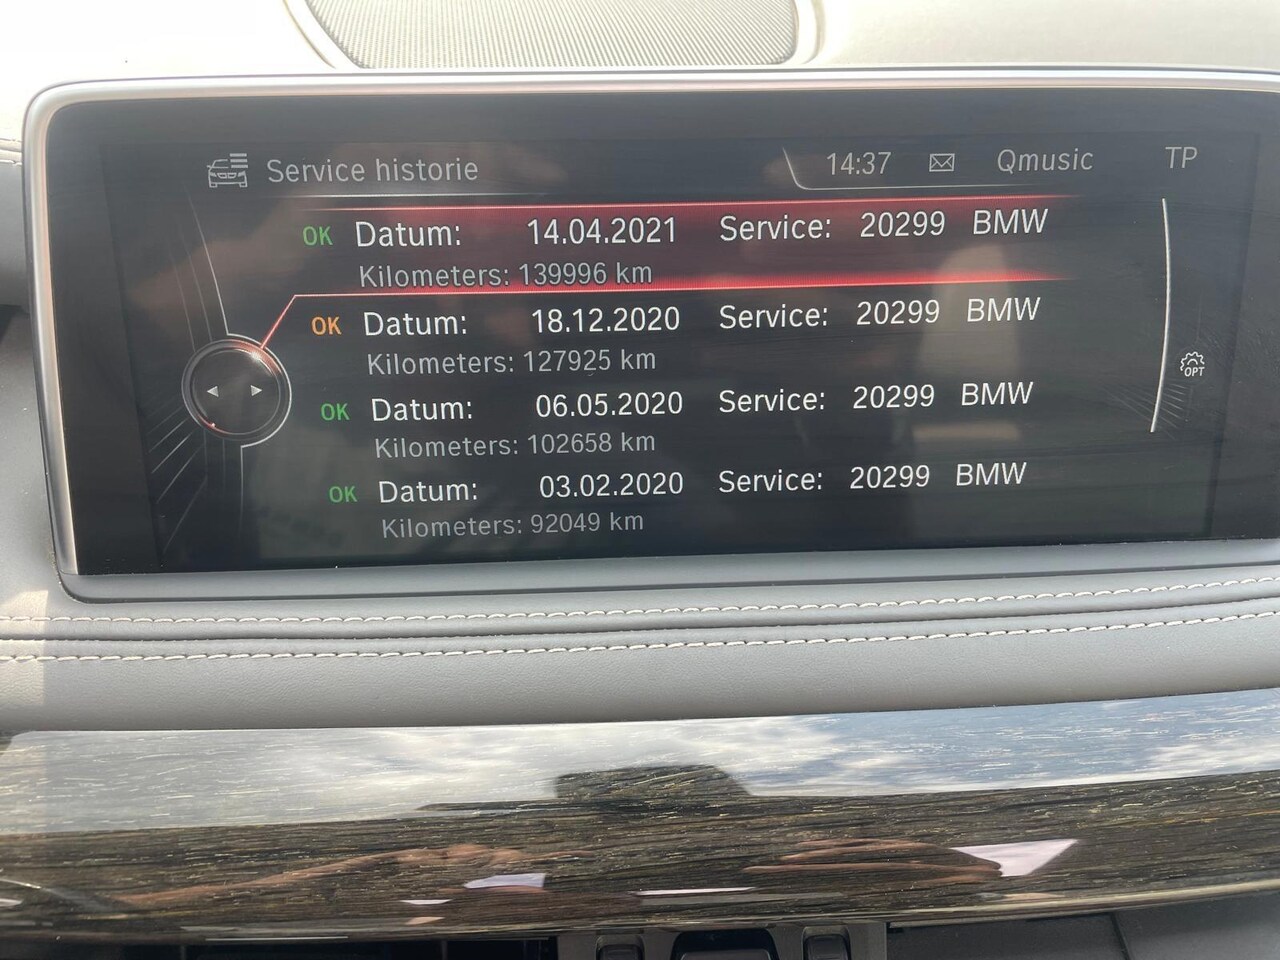 Service historie 14:37 Qmusic TP
OK Datum: 14.04.2021 Service: 20299 BMW
Kilometers: 139996 km
OK Datum: 18.12.2020 Service: 20299 BMW
Kilometers: 127925 km
OPT
OK Datum: 06.05.2020 Service: 20299 BMW
Kilometers: 102658 km
OK Datum: 03.02.2020 Service: 20299 BMW
Kilometers: 92049 km